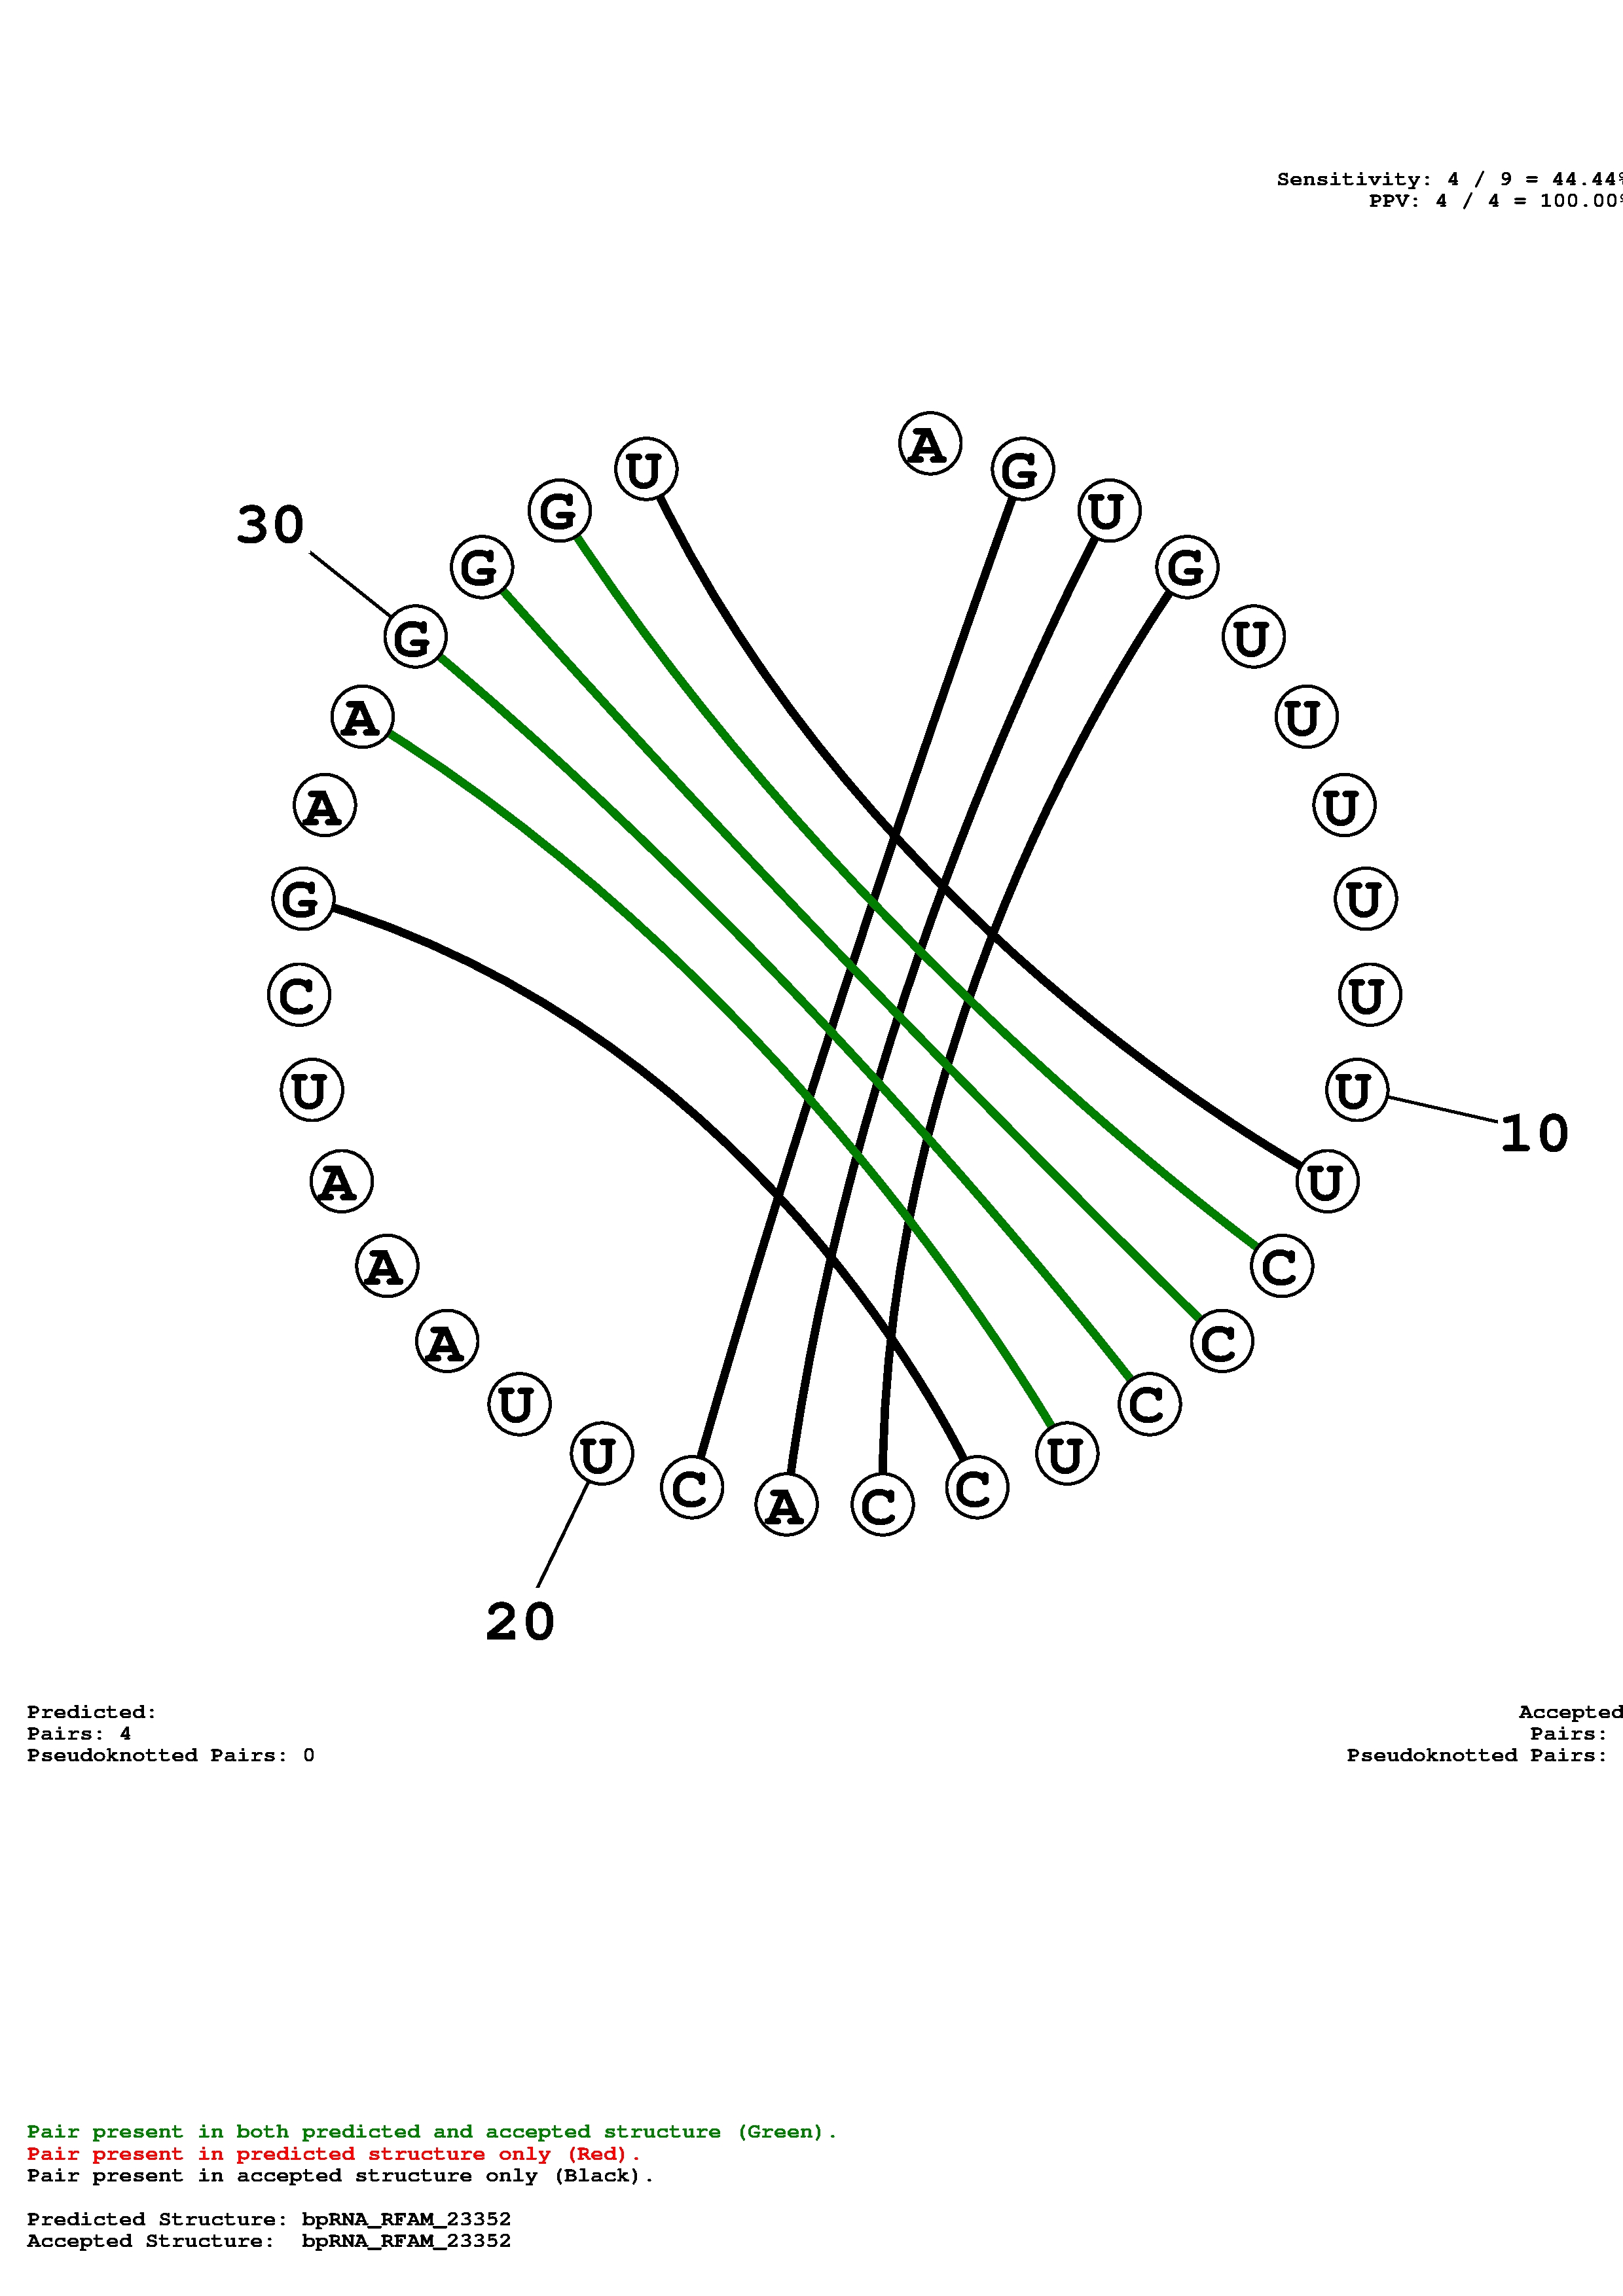 Sensitivity: 4 / 9 = 44.44%
PPV: 4 / 4 = 100.00%
A
U
G
G
U
G
G
30
G
G
U
A
U
A
U
G
U
C
U
U
U
10
A
U
A
C
A
C
U
C
U
U
C
A
C
C
20
Predicted:
Pairs: 4
Pseudoknotted Pairs: 0
Accepted
Pairs:
Pseudoknotted Pairs:
Pair present in both predicted and accepted structure (Green).
Pair present in predicted structure only (Red).
Pair present in accepted structure only (Black).
Predicted Structure: bpRNA_RFAM_23352
Accepted Structure: bpRNA_RFAM_23352